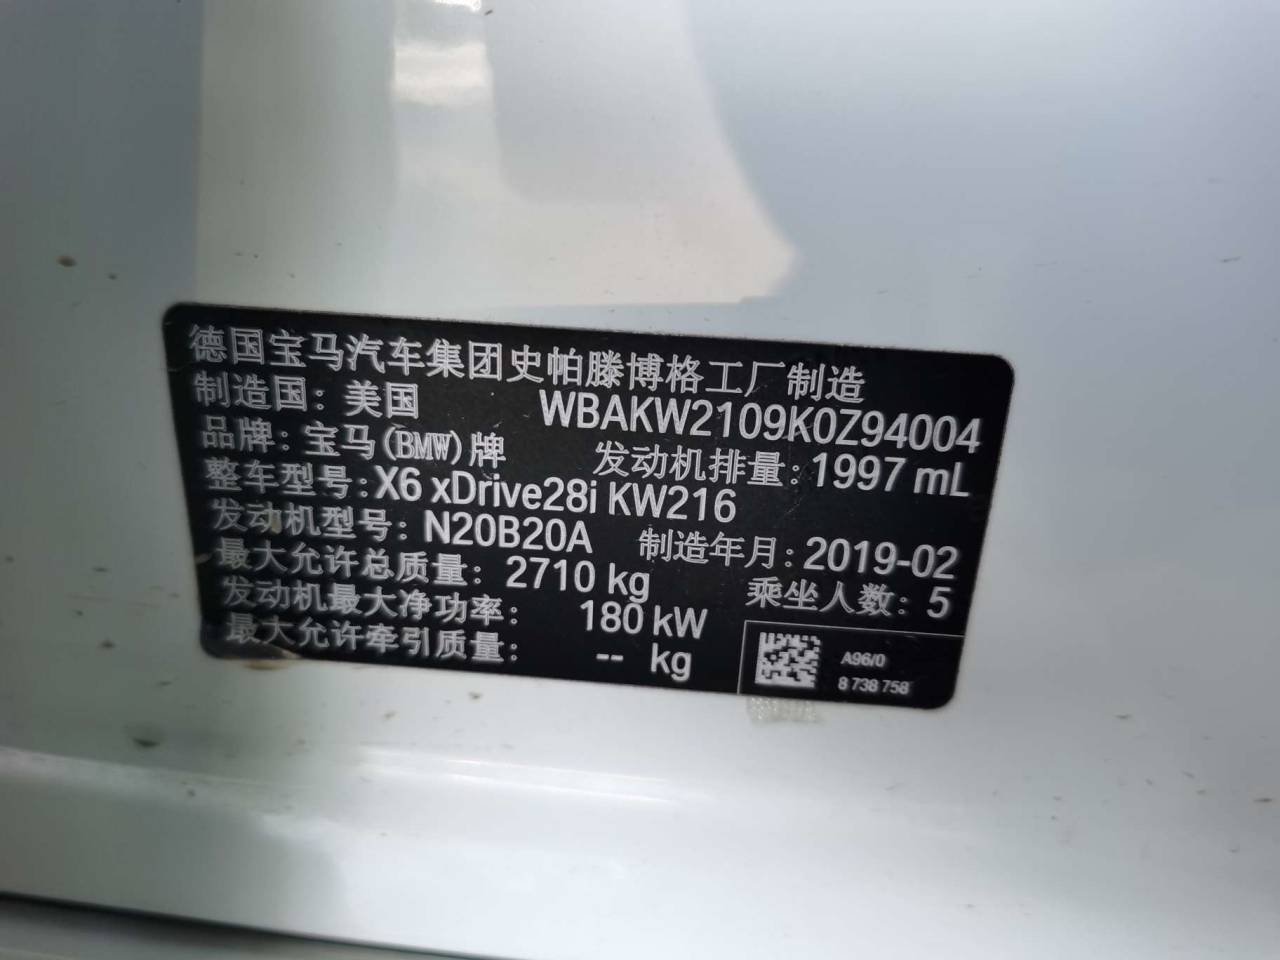 德国宝马汽车集团史帕滕博格工厂制造
制造国：美国 WBAKW2109K0Z94004
品牌：宝马(BMW)牌 发动机排量：1997 mL
整车型号：X6 xDrive28i KW216
发动机型号：N20B20A 制造年月：2019-02
最大允许总质量：2710 kg 乘坐人数：5
发动机最大净功率：180 kW
最大允许牵引质量：-- kg
A96/0
8 738 758